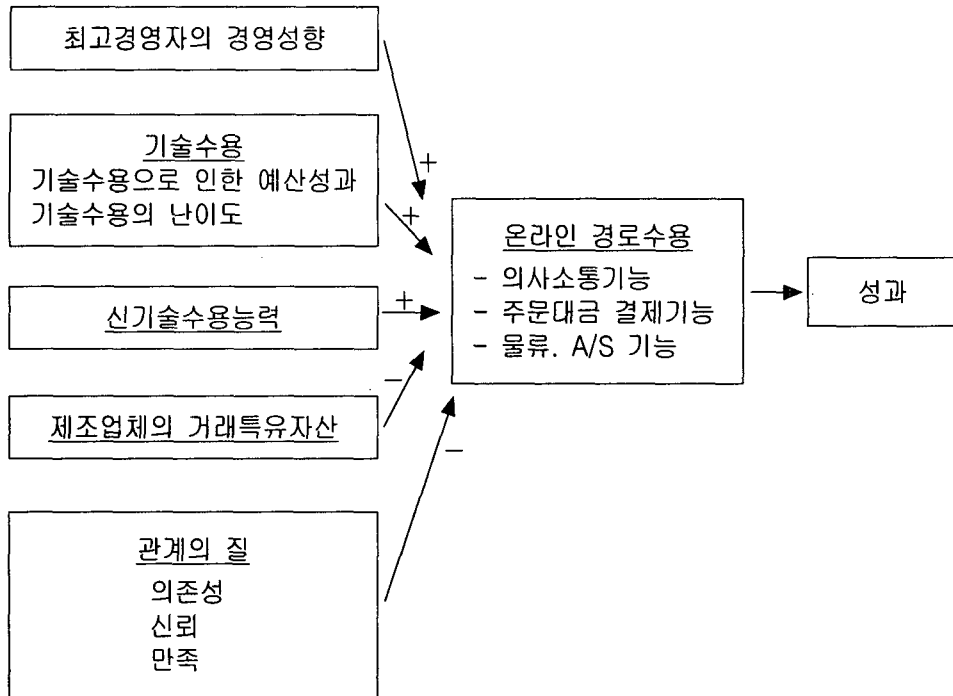 최고경영자의 경영성향
기술수용
기술수용으로 인한 예산성과
기술수용의 난이도
신기술수용능력
제조업체의 거래특유자산
관계의 질
의존성
신뢰
만족
+
+
+
−
−
온라인 경로수용
- 의사소통기능
- 주문대금 결제기능
- 물류. A/S 기능
성과